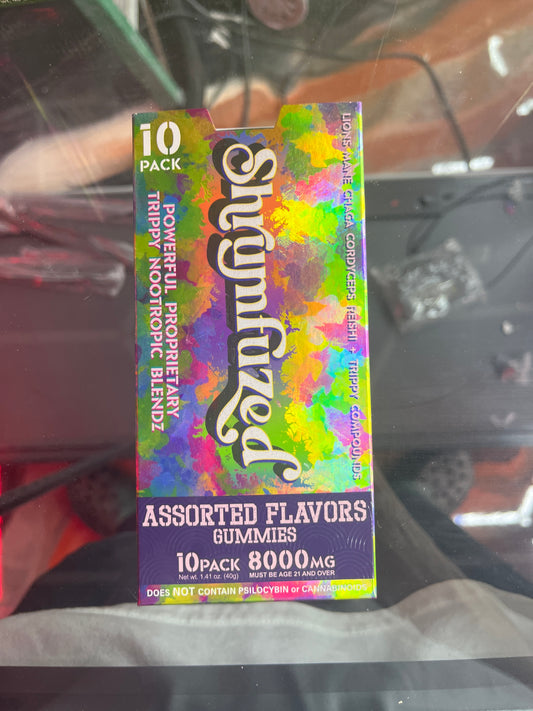 10
PACK
Shrymfuzed
LIONS MANE CHAGA CORDYCEPS REISHI + TRIPPY COMPOUNDS
POWERFUL PROPRIETARY
TRIPPY NOOTROPIC BLENDZ
ASSORTED FLAVORS
GUMMIES
10PACK 8000MG
Net wt. 1.41 oz. (40g) MUST BE AGE 21 AND OVER
DOES NOT CONTAIN PSILOCYBIN or CANNABINOIDS